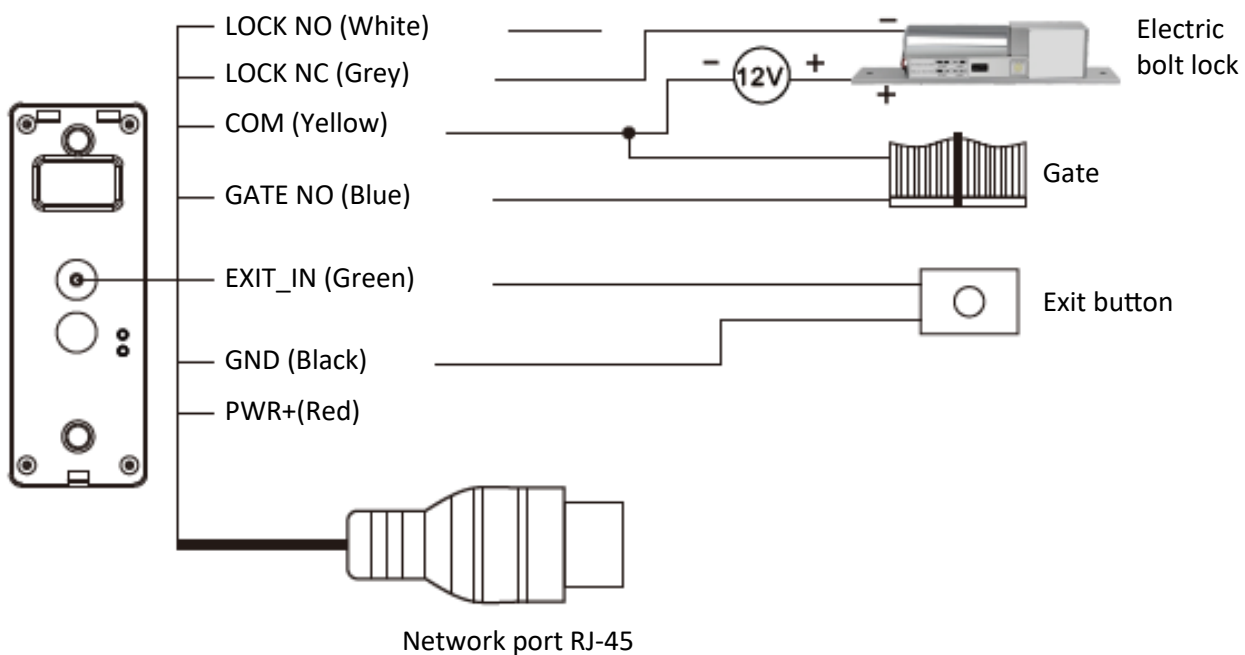 LOCK NO (White)
LOCK NC (Grey)
COM (Yellow)
GATE NO (Blue)
EXIT_IN (Green)
GND (Black)
PWR+(Red)
- 12V +
-
+
Electric
bolt lock
Gate
Exit button
Network port RJ-45